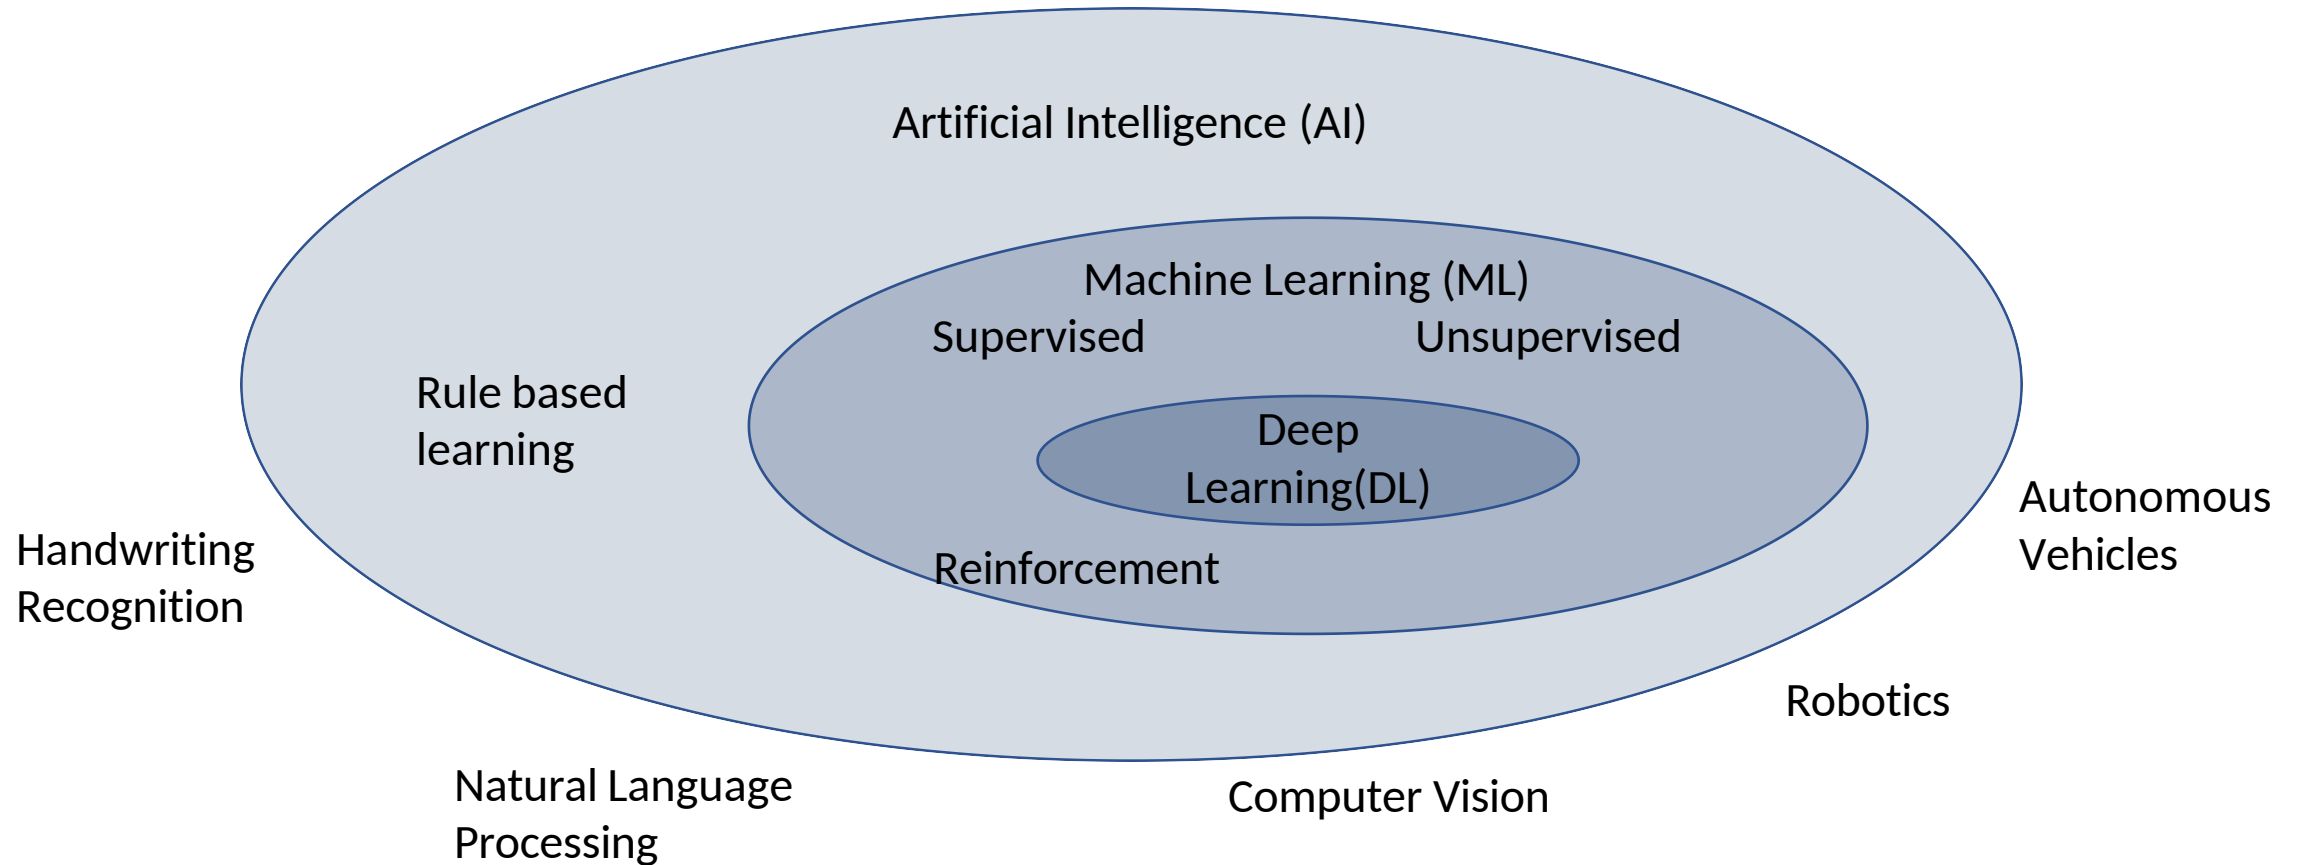 Artificial Intelligence (AI)
Machine Learning (ML)
Supervised
Unsupervised
Rule based
learning
Deep
Learning(DL)
Reinforcement
Handwriting
Recognition
Autonomous
Vehicles
Robotics
Natural Language
Processing
Computer Vision